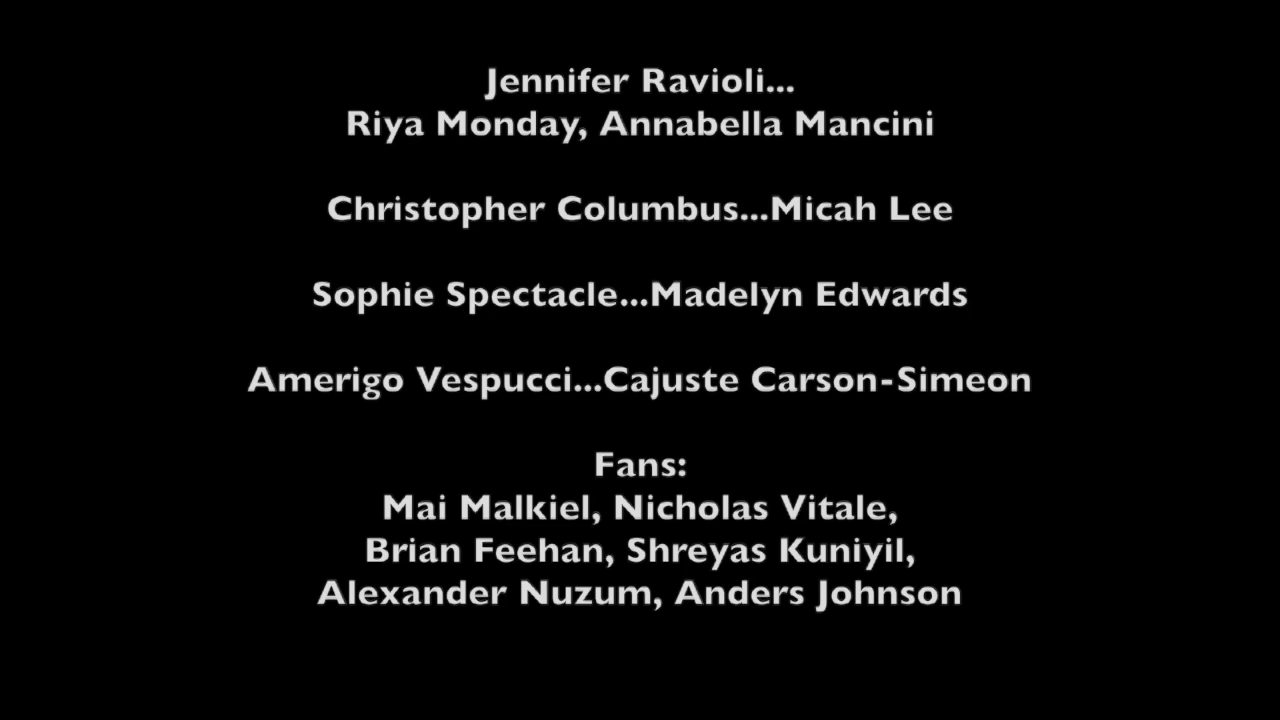 Jennifer Ravioli...
Riya Monday, Annabella Mancini
Christopher Columbus...Micah Lee
Sophie Spectacle...Madelyn Edwards
Amerigo Vespucci...Cajuste Carson-Simeon
Fans:
Mai Malkiel, Nicholas Vitale,
Brian Feehan, Shreyas Kuniyil,
Alexander Nuzum, Anders Johnson